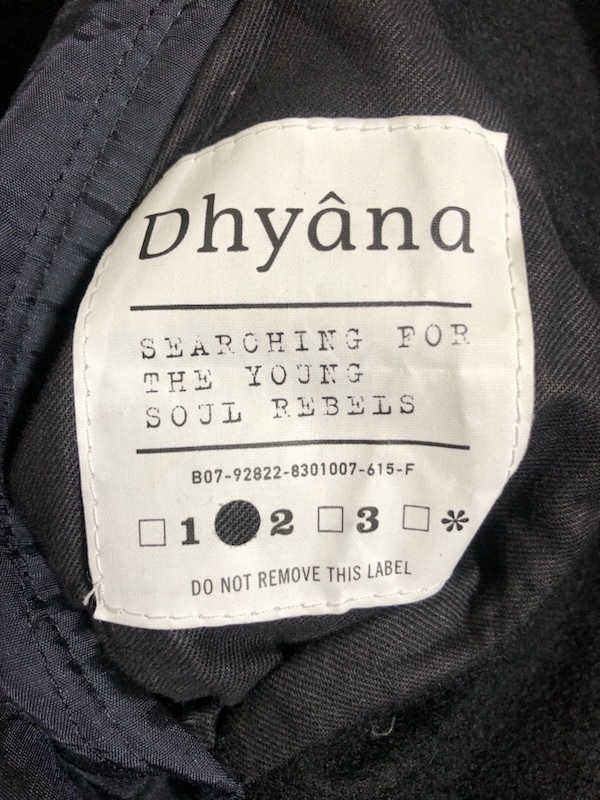 Dhyâna
SEARCHING FOR
THE YOUNG
SOUL REBELS
B07-92822-8301007-615-F
1 2 3 *
DO NOT REMOVE THIS LABEL